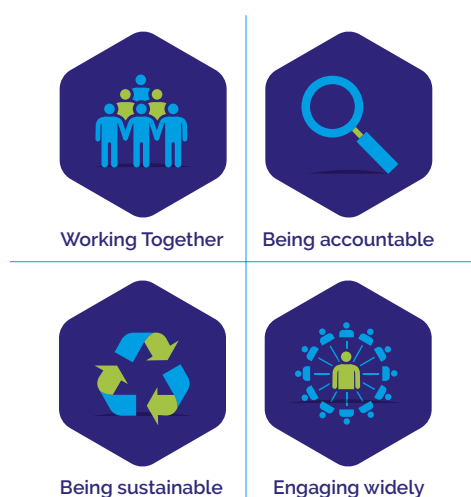 Working Together
Being accountable
Being sustainable
Engaging widely